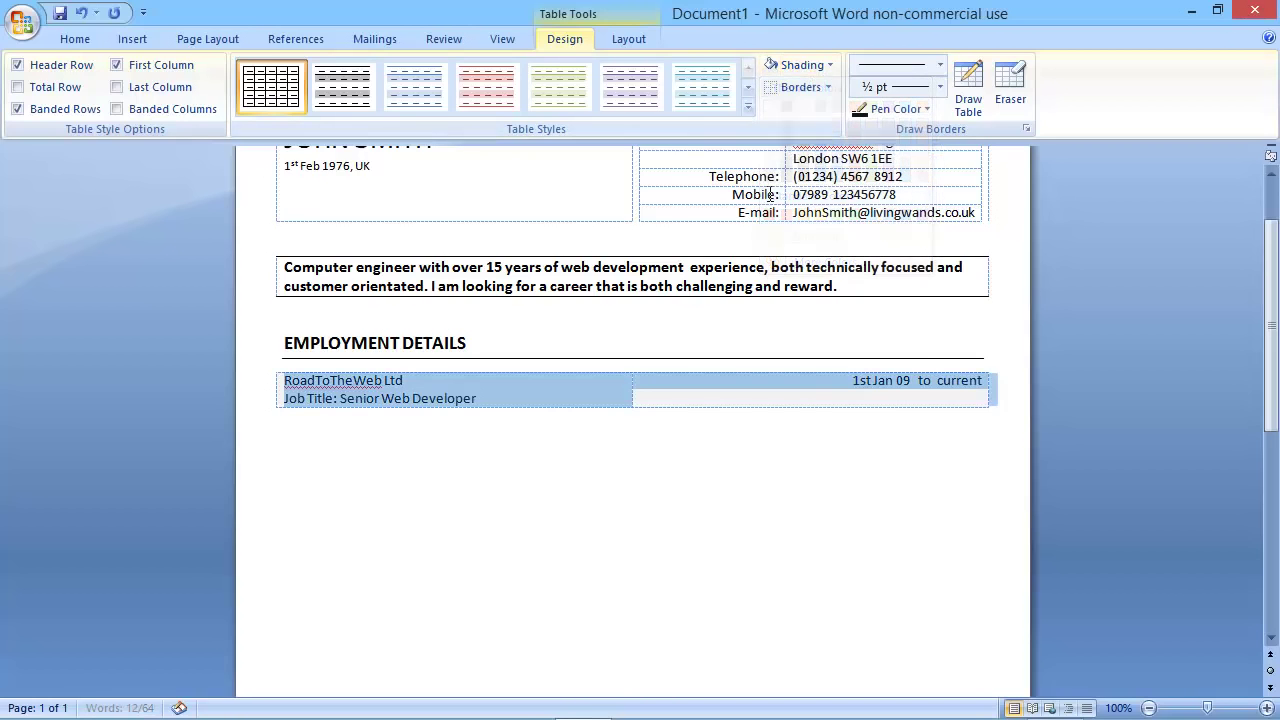 Table Tools
Document1 - Microsoft Word non-commercial use
Home Insert Page Layout References Mailings Review View Design Layout
Header Row First Column
Total Row Last Column
Banded Rows Banded Columns
Table Style Options
Table Styles
Shading
Borders
½ pt
Pen Color
Draw Table
Eraser
Draw Borders
JOHN SMITH
1st Feb 1976, UK
London SW6 1EE
Telephone: (01234) 4567 8912
Mobile: 07989 123456778
E-mail: JohnSmith@livingwands.co.uk
Computer engineer with over 15 years of web development experience, both technically focused and
customer orientated. I am looking for a career that is both challenging and reward.
EMPLOYMENT DETAILS
RoadToTheWeb Ltd 1st Jan 09 to current
Job Title: Senior Web Developer
Page: 1 of 1 Words: 12/64 100%